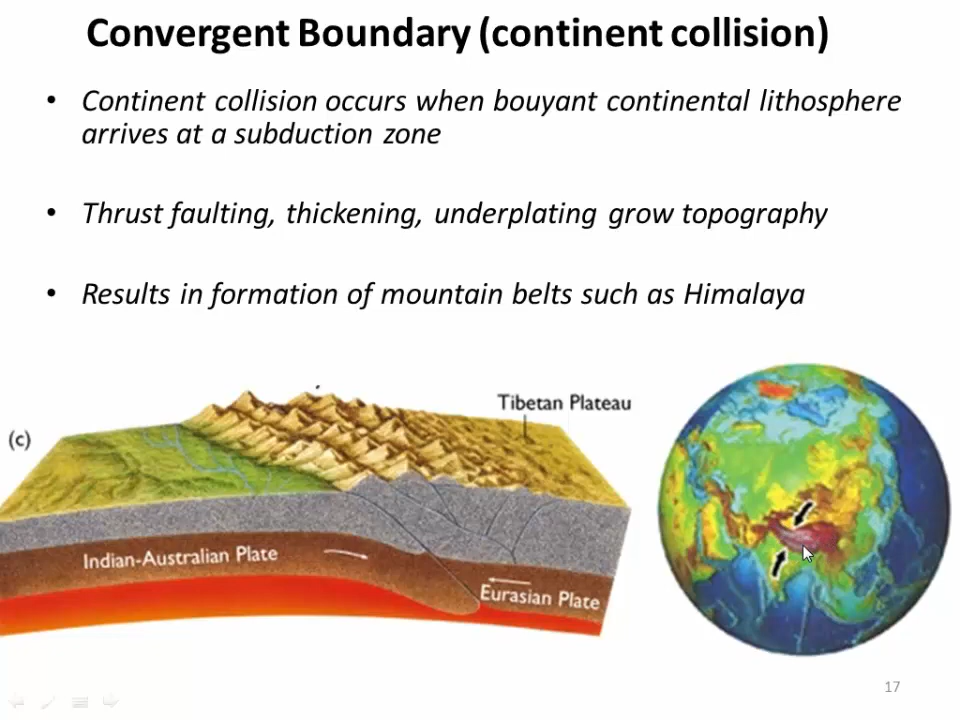 Convergent Boundary (continent collision)
• Continent collision occurs when bouyant continental lithosphere
arrives at a subduction zone
• Thrust faulting, thickening, underplating grow topography
• Results in formation of mountain belts such as Himalaya
Tibetan Plateau
(c)
Indian-Australian Plate
Eurasian Plate
17